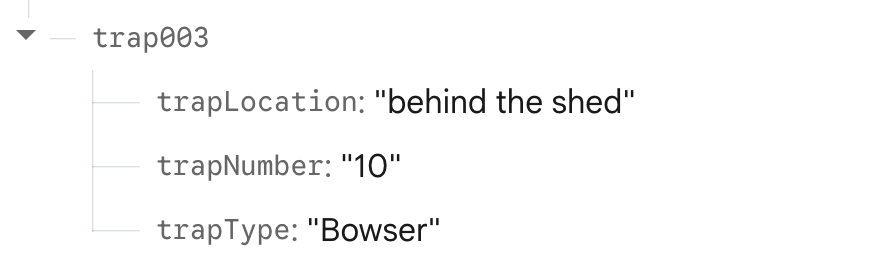 trap003
trapLocation: "behind the shed"
trapNumber: "10"
trapType: "Bowser"